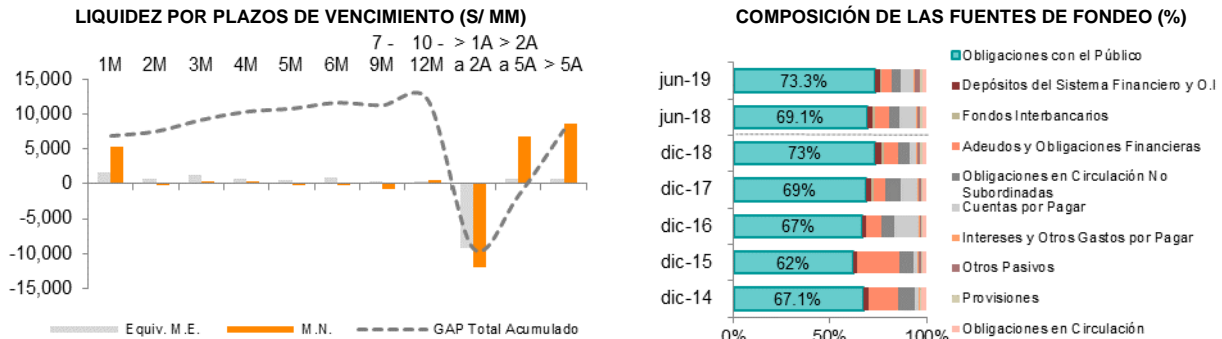 LIQUIDEZ POR PLAZOS DE VENCIMIENTO (S/ MM)
7 - 10 - > 1A > 2A
1M 2M 3M 4M 5M 6M 9M 12M a 2A a 5A > 5A
15,000
10,000
5,000
0
-5,000
-10,000
-15,000
Equiv. M.E. M.N. GAP Total Acumulado
COMPOSICIÓN DE LAS FUENTES DE FONDEO (%)
jun-19 73.3%
jun-18 69.1%
dic-18 73%
dic-17 69%
dic-16 67%
dic-15 62%
dic-14 67.1%
0% 50% 100%
Obligaciones con el Público
Depósitos del Sistema Financiero y O.I
Fondos Interbancarios
Adeudos y Obligaciones Financieras
Obligaciones en Circulación No
Subordinadas
Cuentas por Pagar
Intereses y Otros Gastos por Pagar
Otros Pasivos
Provisiones
Obligaciones en Circulación